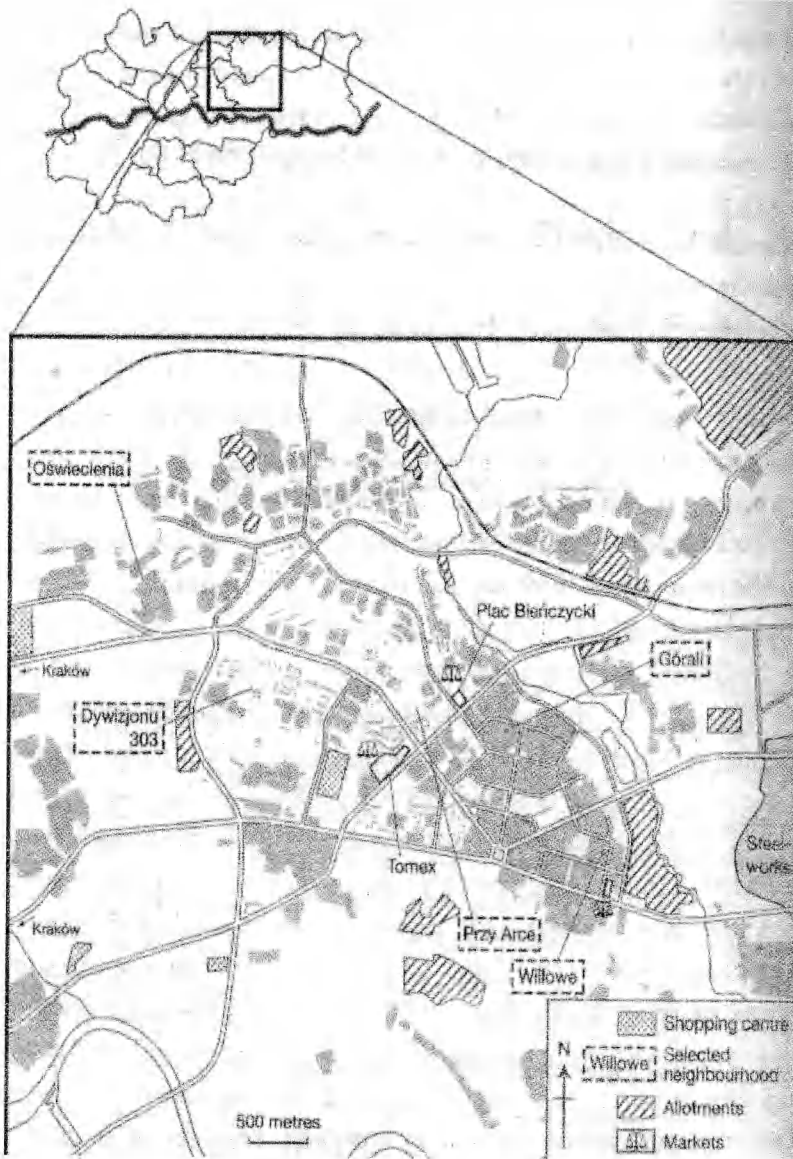 Oświecenia
Plac Bieńczycki
Kraków
Górali
Dywizjonu
303
Steel-
works
Tomex
Kraków
Przy Arce
Willowe
Shopping centre
N
Willowe
Selected
neighbourhood
Allotments
500 metres
Markets